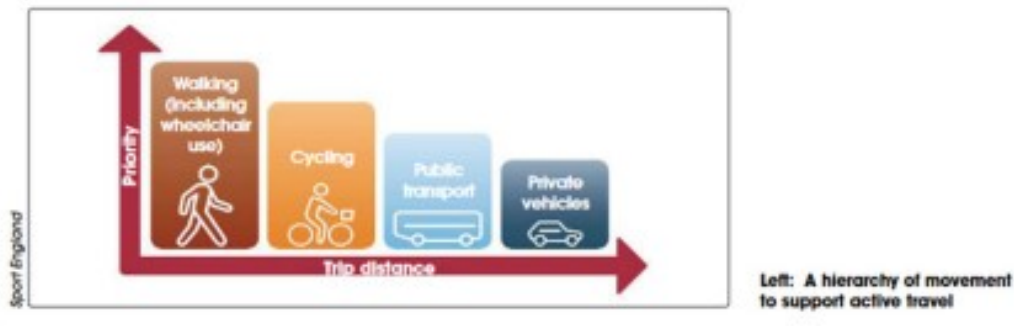 Walking
(including
wheelchair
use)
Cycling
Public
transport
Private
vehicles
Priority
Trip distance
Sport England
Left: A hierarchy of movement
to support active travel